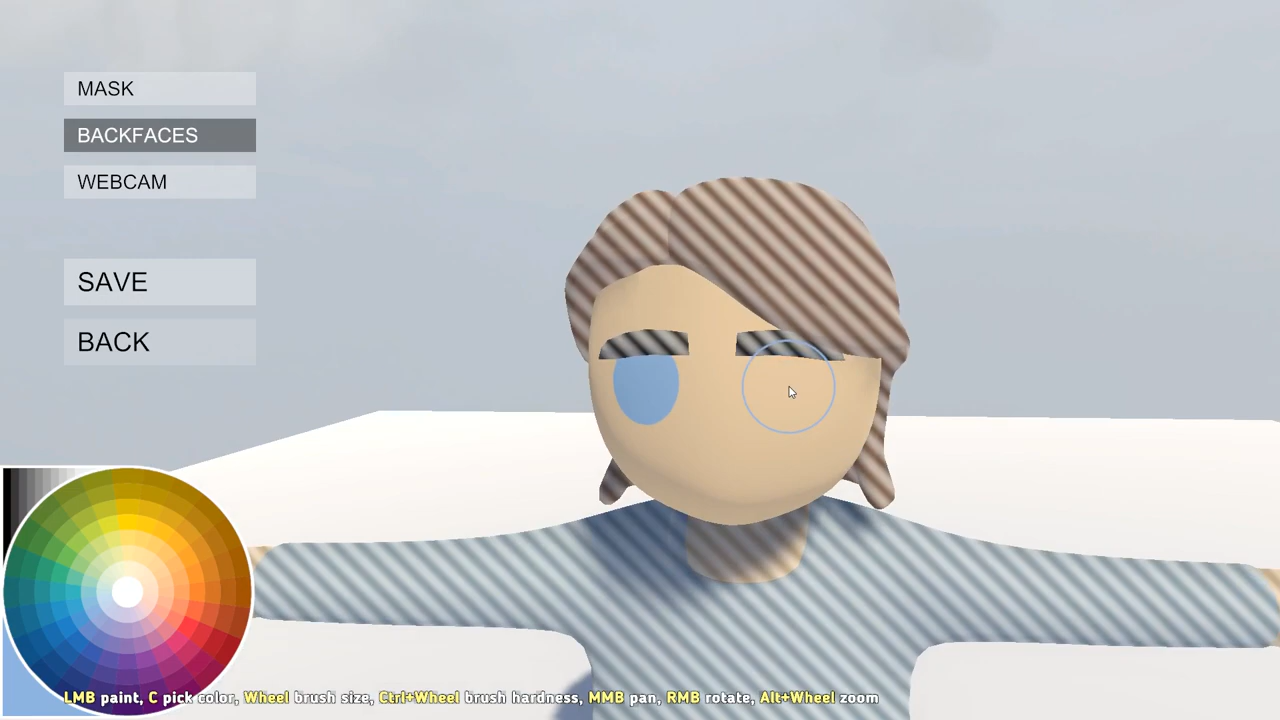 MASK
BACKFACES
WEBCAM
SAVE
BACK
LMB paint, C pick color, Wheel brush size, Ctrl+Wheel brush hardness, MMB pan, RMB rotate, Alt+Wheel zoom